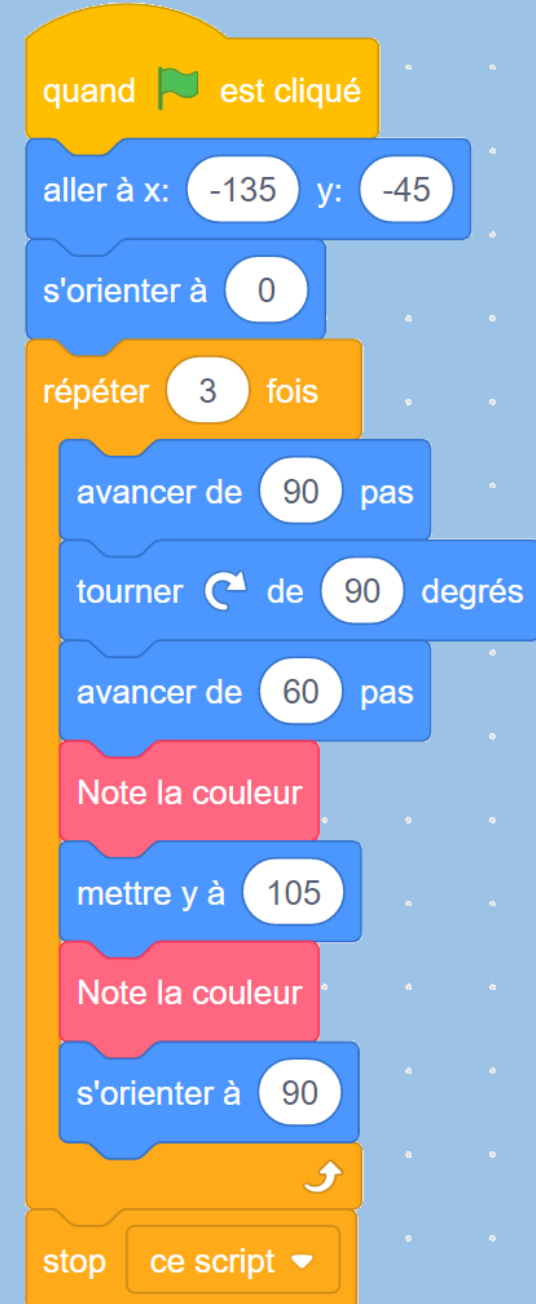 quand est cliqué
aller à x: -135 y: -45
s'orienter à 0
répéter 3 fois
avancer de 90 pas
tourner de 90 degrés
avancer de 60 pas
Note la couleur
mettre y à 105
Note la couleur
s'orienter à 90
stop ce script